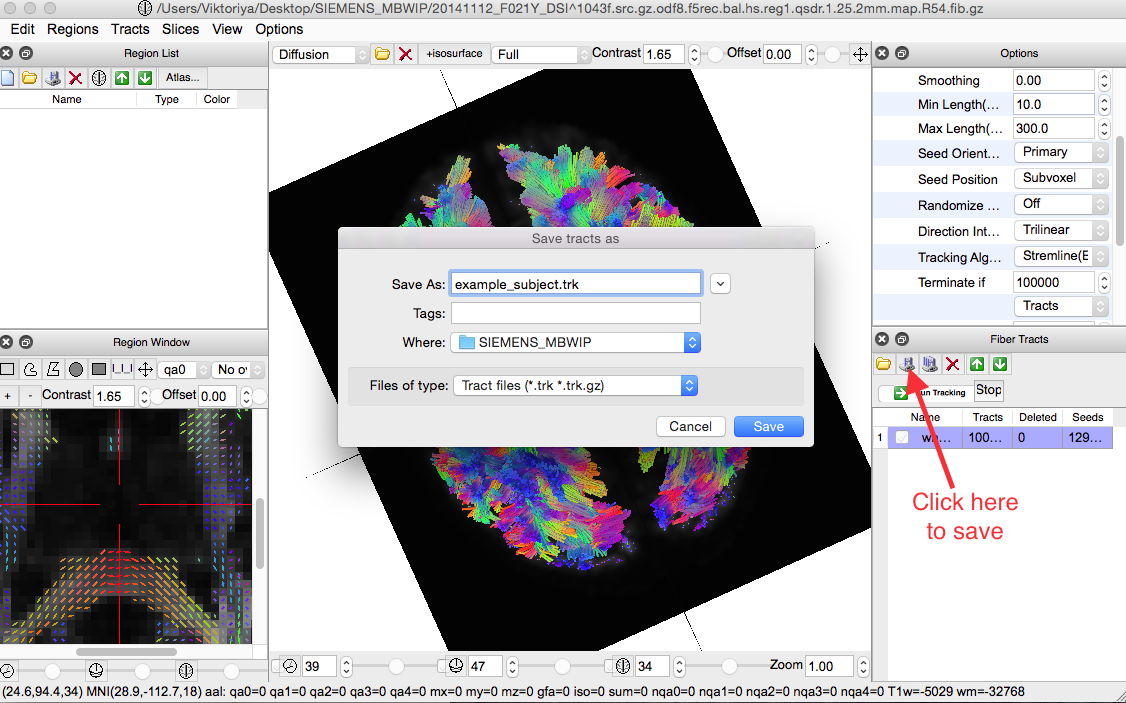 /Users/Viktoriya/Desktop/SIEMENS_MBWIP/20141112_F021Y_DSI^1043f.src.gz.odf8.f5rec.bal.hs.reg1.qsdr.1.25.2mm.map.R54.fib.gz
Edit Regions Tracts Slices View Options
Region List
Atlas...
Name Type Color
Diffusion +isosurface Full Contrast 1.65 Offset 0.00
Options
Smoothing 0.00
Min Length(... 10.0
Max Length(... 300.0
Seed Orient... Primary
Seed Position Subvoxel
Randomize ... Off
Direction Int... Trilinear
Tracking Alg... Stremline(E
Terminate if 100000
Tracts
Save tracts as
Save As: example_subject.trk
Tags:
Where: SIEMENS_MBWIP
Files of type: Tract files (*.trk *.trk.gz)
Cancel Save
Region Window
qa0 No ov
+ - Contrast 1.65 Offset 0.00
Fiber Tracts
un Tracking Stop
Name Tracts Deleted Seeds
1 w... 100... 0 129...
Click here
to save
39 47 34 Zoom 1.00
(24.6,94.4,34) MNI(28.9,-112.7,18) aal: qa0=0 qa1=0 qa2=0 qa3=0 qa4=0 mx=0 my=0 mz=0 gfa=0 iso=0 sum=0 nqa0=0 nqa1=0 nqa2=0 nqa3=0 nqa4=0 T1w=-5029 wm=-32768